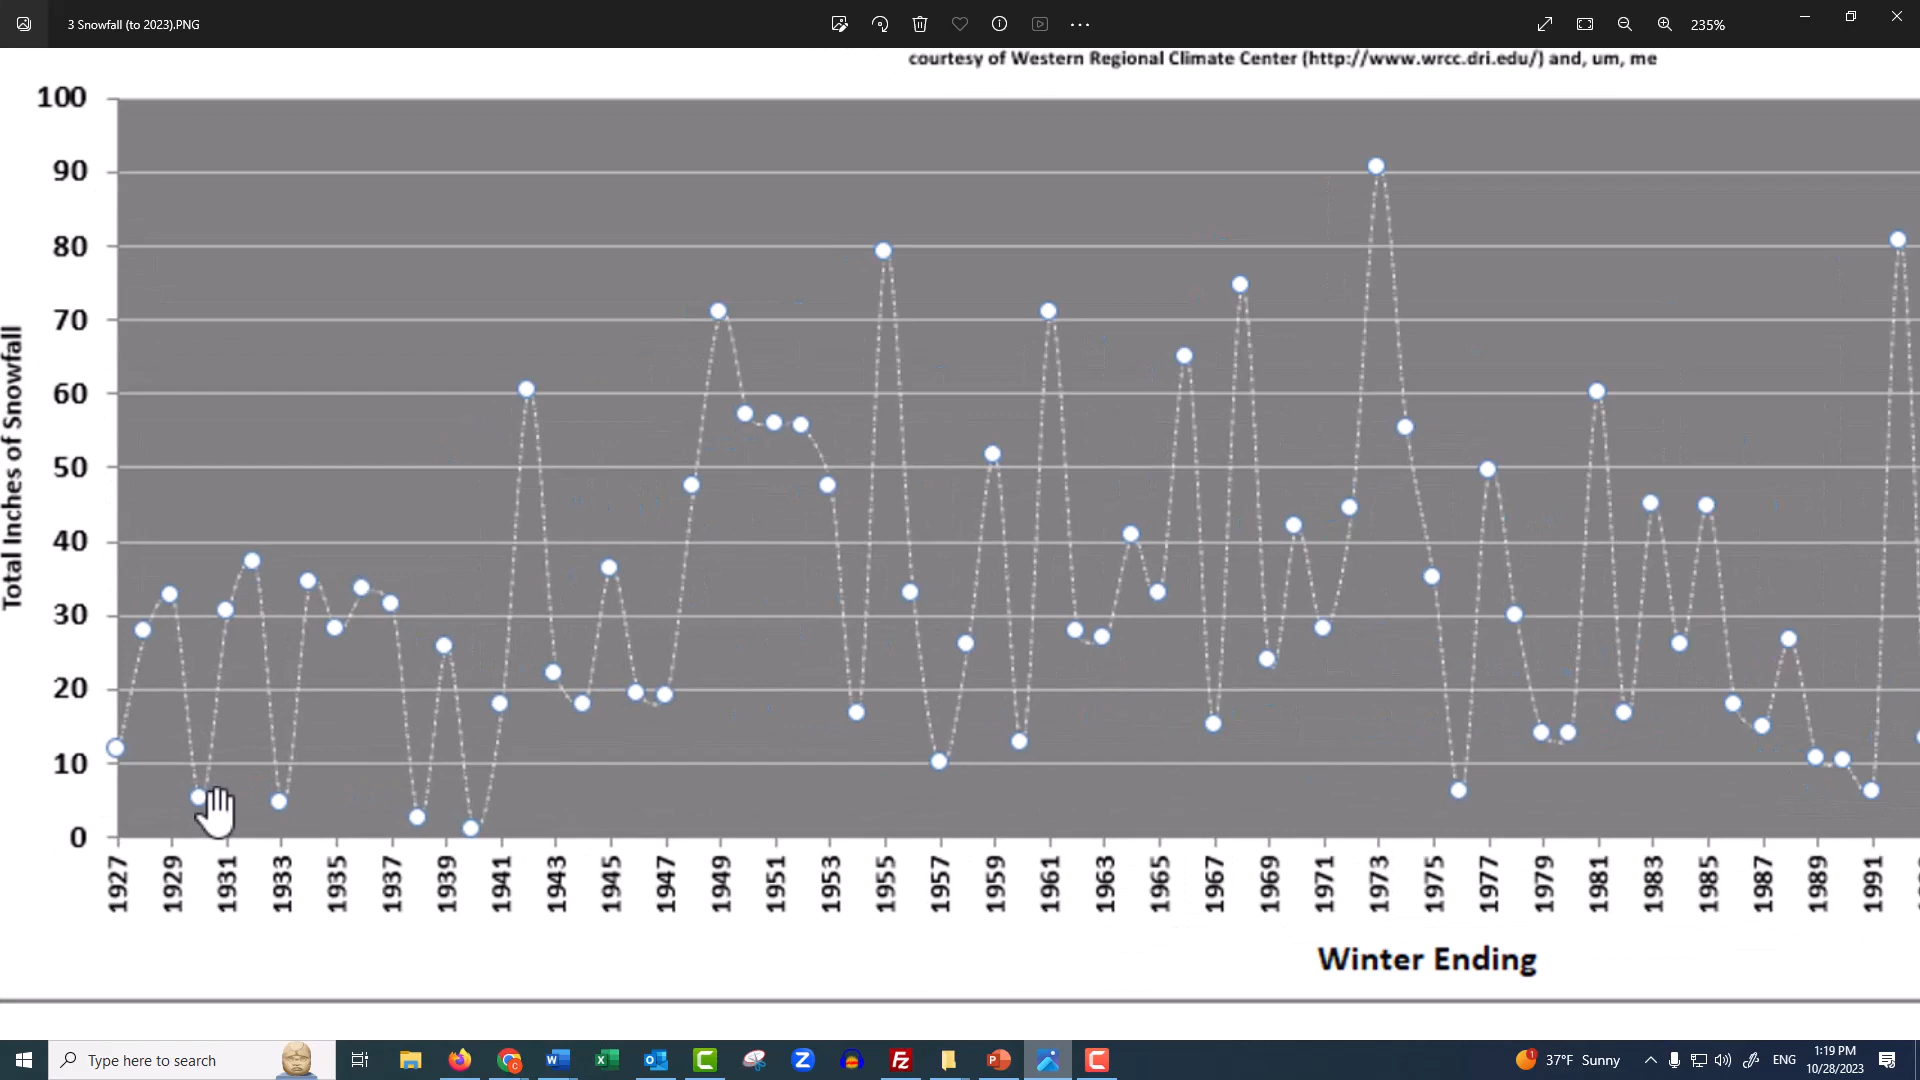 3 Snowfall (to 2023).PNG
235%
courtesy of Western Regional Climate Center (http://www.wrcc.dri.edu/) and, um, me
100
90
80
70
60
50
40
30
20
10
0
Total Inches of Snowfall
1927 1929 1931 1933 1935 1937 1939 1941 1943 1945 1947 1949 1951 1953 1955 1957 1959 1961 1963 1965 1967 1969 1971 1973 1975 1977 1979 1981 1983 1985 1987 1989 1991
Winter Ending
Type here to search
1
37°F Sunny
ENG
1:19 PM
10/28/2023